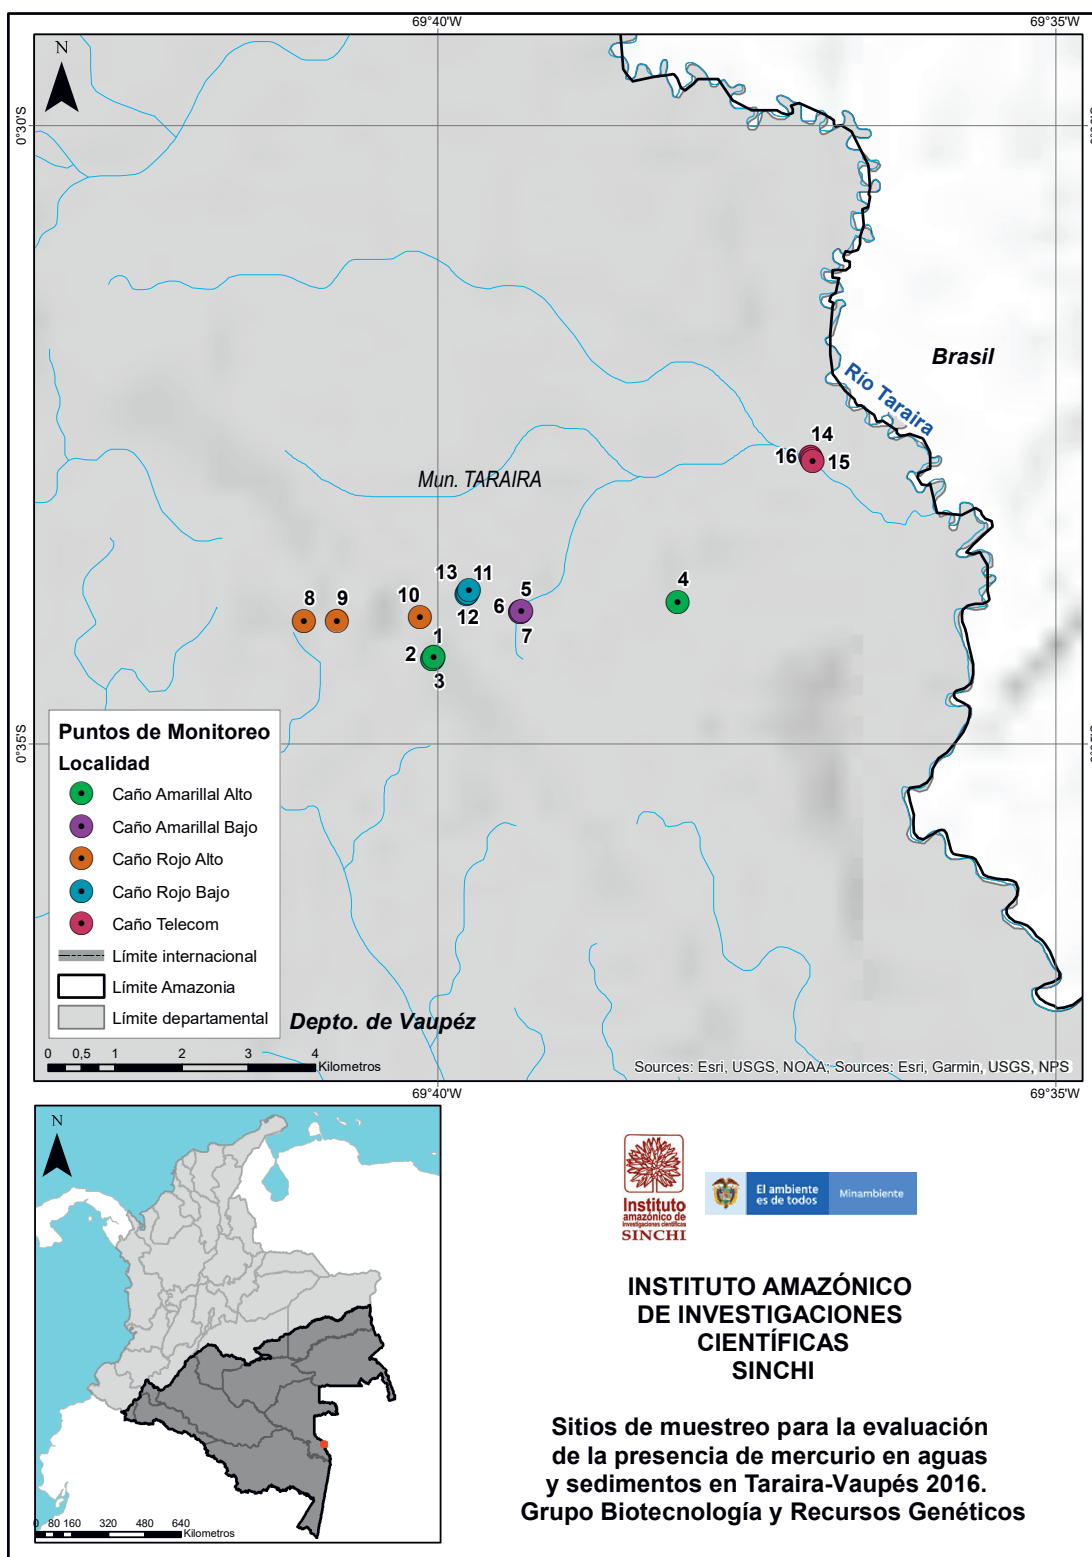 69°40'W
69°35'W
N
0°30'S
Brasil
Río Taraira
14
16
15
Mun. TARAIRA
13
11
12
5
6
7
4
8
9
10
1
2
3
0°35'S
Puntos de Monitoreo
Localidad
Caño Amarillal Alto
Caño Amarillal Bajo
Caño Rojo Alto
Caño Rojo Bajo
Caño Telecom
Límite internacional
Límite Amazonia
Límite departamental
Depto. de Vaupéz
0 0,5 1 2 3 4
Kilometros
Sources: Esri, USGS, NOAA; Sources: Esri, Garmin, USGS, NPS
69°40'W
69°35'W
N
0 80 160 320 480 640
Kilometros
Instituto
amazónico de
Investigaciones científicas
SINCHI
El ambiente
es de todos
Minambiente
INSTITUTO AMAZÓNICO
DE INVESTIGACIONES
CIENTÍFICAS
SINCHI
Sitios de muestreo para la evaluación
de la presencia de mercurio en aguas
y sedimentos en Taraira-Vaupés 2016.
Grupo Biotecnología y Recursos Genéticos